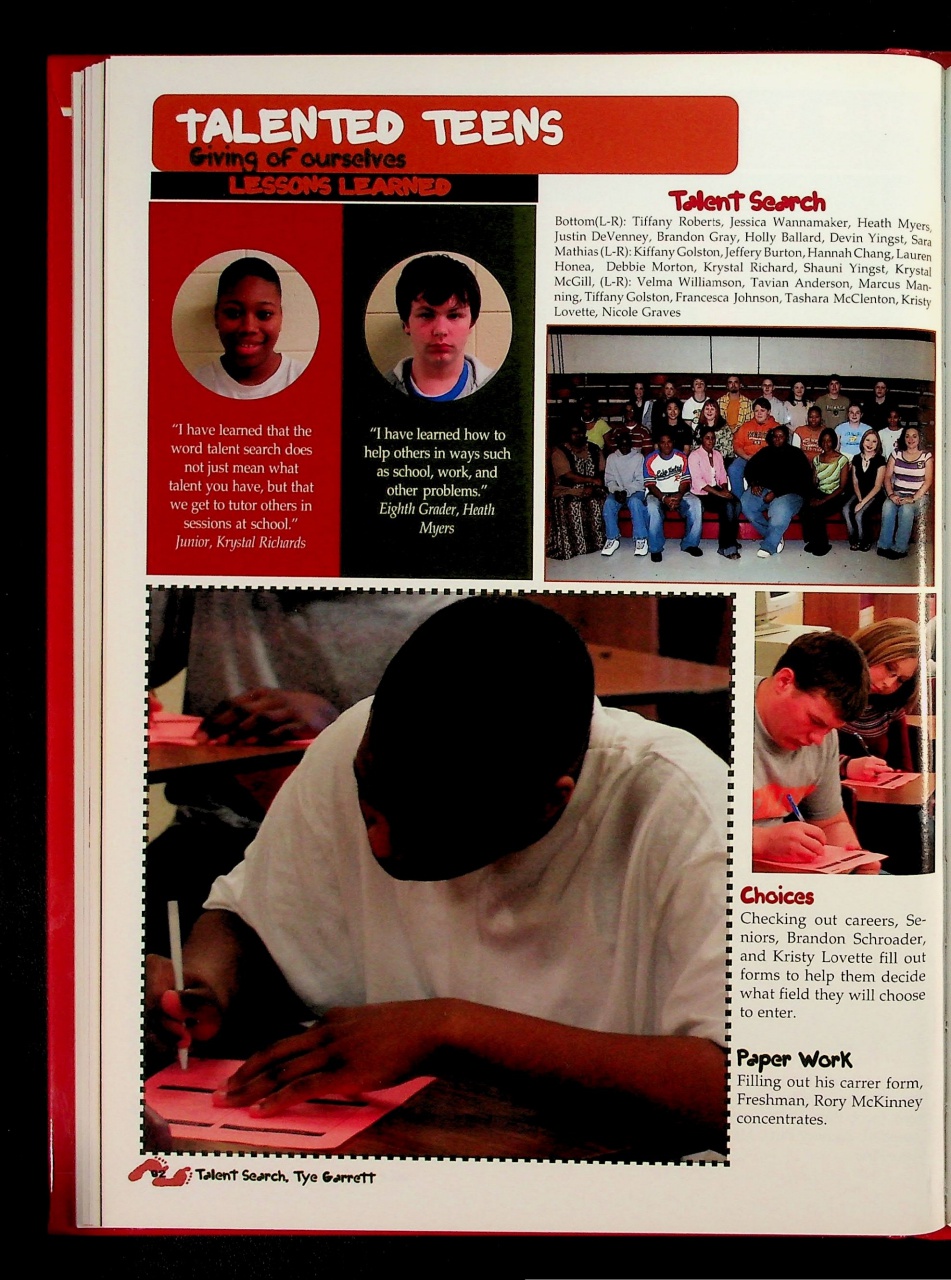 TALENTED TEENS
Giving of ourselves
LESSONS LEARNED
"I have learned that the
word talent search does
not just mean what
talent you have, but that
we get to tutor others in
sessions at school."
Junior, Krystal Richards
"I have learned how to
help others in ways such
as school, work, and
other problems."
Eighth Grader, Heath
Myers
Talent Search
Bottom(L-R): Tiffany Roberts, Jessica Wannamaker, Heath Myers,
Justin DeVenney, Brandon Gray, Holly Ballard, Devin Yingst, Sara
Mathias (L-R): Kiffany Golston, Jeffery Burton, Hannah Chang, Lauren
Honea, Debbie Morton, Krystal Richard, Shauni Yingst, Krystal
McGill, (L-R): Velma Williamson, Tavian Anderson, Marcus Man-
ning, Tiffany Golston, Francesca Johnson, Tashara McClenton, Kristy
Lovette, Nicole Graves
Choices
Checking out careers, Se-
niors, Brandon Schroader,
and Kristy Lovette fill out
forms to help them decide
what field they will choose
to enter.
Paper Work
Filling out his carrer form,
Freshman, Rory McKinney
concentrates.
82 Talent Search, Tye Garrett